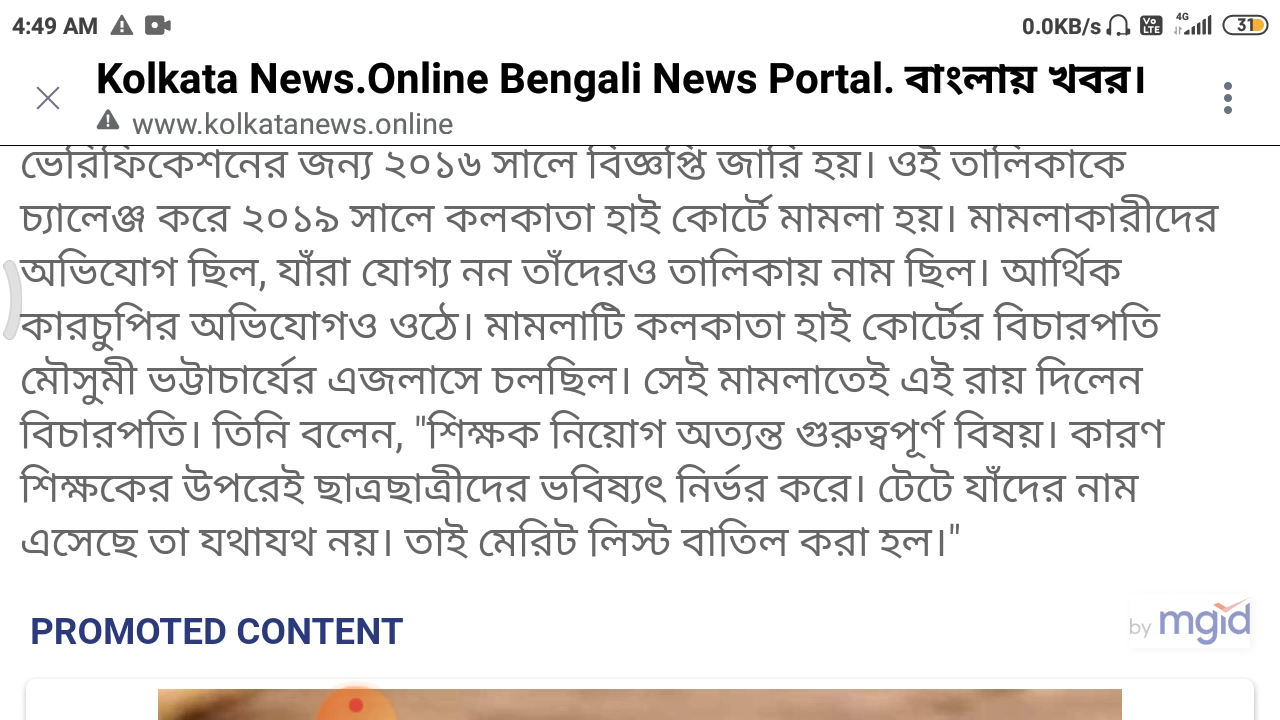 4:49 AM
0.0KB/s
Vo LTE
4G
31
Kolkata News.Online Bengali News Portal. বাংলায় খবর।
www.kolkatanews.online
ভেরিফিকেশনের জন্য ২০১৬ সালে বিজ্ঞপ্তি জারি হয়। ওই তালিকাকে
চ্যালেঞ্জ করে ২০১৯ সালে কলকাতা হাই কোর্টে মামলা হয়। মামলাকারীদের
অভিযোগ ছিল, যাঁরা যোগ্য নন তাঁদেরও তালিকায় নাম ছিল। আর্থিক
কারচুপির অভিযোগও ওঠে। মামলাটি কলকাতা হাই কোর্টের বিচারপতি
মৌসুমী ভট্টাচার্যের এজলাসে চলছিল। সেই মামলাতেই এই রায় দিলেন
বিচারপতি। তিনি বলেন, "শিক্ষক নিয়োগ অত্যন্ত গুরুত্বপূর্ণ বিষয়। কারণ
শিক্ষকের উপরেই ছাত্রছাত্রীদের ভবিষ্যৎ নির্ভর করে। টেটে যাঁদের নাম
এসেছে তা যথাযথ নয়। তাই মেরিট লিস্ট বাতিল করা হল।"
PROMOTED CONTENT
by mgid